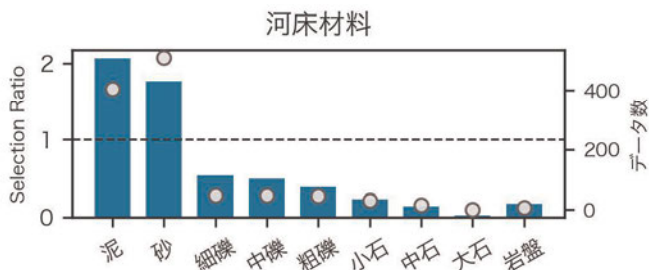 河床材料
Selection Ratio
2
1
0
400
200
0
データ数
泥
砂
細礫
中礫
粗礫
小石
中石
大石
岩盤